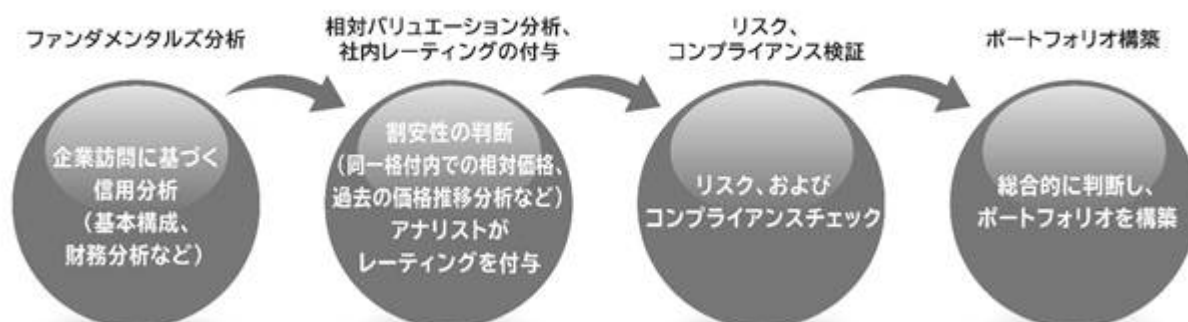 ファンダメンタルズ分析
相対バリュエーション分析、
社内レーティングの付与
リスク、
コンプライアンス検証
ポートフォリオ構築
企業訪問に基づく
信用分析
（基本構成、
財務分析など）
割安性の判断
（同一格付内での相対価格、
過去の価格推移分析など）
アナリストが
レーティングを付与
リスク、および
コンプライアンスチェック
総合的に判断し、
ポートフォリオを構築